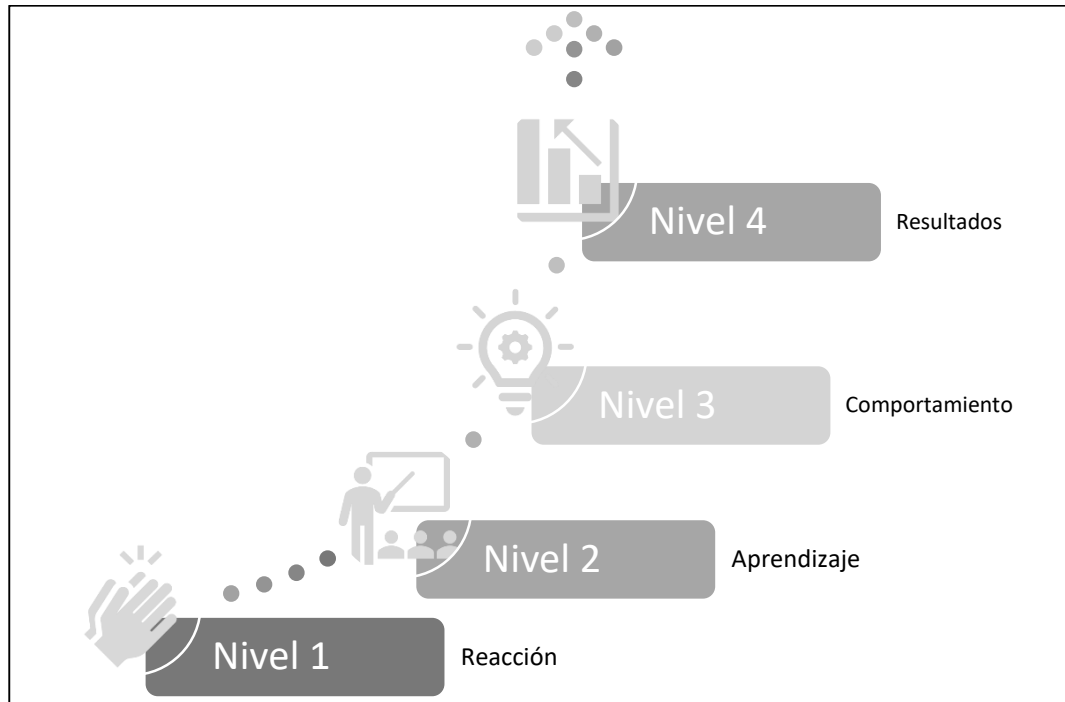 Nivel 4
Resultados
Nivel 3
Comportamiento
Nivel 2
Aprendizaje
Nivel 1
Reacción